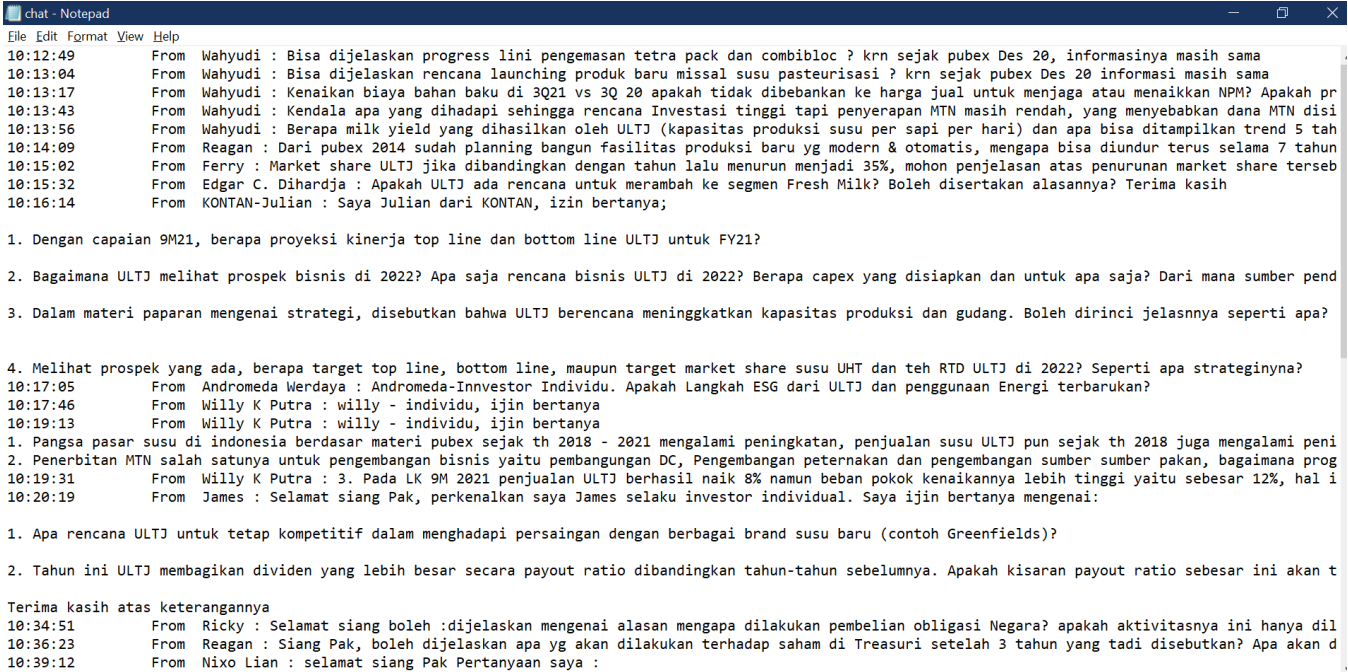 chat - Notepad
File Edit Format View Help
10:12:49 From Wahyudi : Bisa dijelaskan progress lini pengemasan tetra pack dan combibloc ? krn sejak pubex Des 20, informasinya masih sama
10:13:04 From Wahyudi : Bisa dijelaskan rencana launching produk baru missal susu pasteurisasi ? krn sejak pubex Des 20 informasi masih sama
10:13:17 From Wahyudi : Kenaikan biaya bahan baku di 3Q21 vs 3Q 20 apakah tidak dibebankan ke harga jual untuk menjaga atau menaikkan NPM? Apakah pr
10:13:43 From Wahyudi : Kendala apa yang dihadapi sehingga rencana Investasi tinggi tapi penyerapan MTN masih rendah, yang menyebabkan dana MTN disi
10:13:56 From Wahyudi : Berapa milk yield yang dihasilkan oleh ULTJ (kapasitas produksi susu per sapi per hari) dan apa bisa ditampilkan trend 5 tah
10:14:09 From Reagan : Dari pubex 2014 sudah planning bangun fasilitas produksi baru yg modern & otomatis, mengapa bisa diundur terus selama 7 tahun
10:15:02 From Ferry : Market share ULTJ jika dibandingkan dengan tahun lalu menurun menjadi 35%, mohon penjelasan atas penurunan market share terseb
10:15:32 From Edgar C. Dihardja : Apakah ULTJ ada rencana untuk merambah ke segmen Fresh Milk? Boleh disertakan alasannya? Terima kasih
10:16:14 From KONTAN-Julian : Saya Julian dari KONTAN, izin bertanya;
1. Dengan capaian 9M21, berapa proyeksi kinerja top line dan bottom line ULTJ untuk FY21?
2. Bagaimana ULTJ melihat prospek bisnis di 2022? Apa saja rencana bisnis ULTJ di 2022? Berapa capex yang disiapkan dan untuk apa saja? Dari mana sumber pend
3. Dalam materi paparan mengenai strategi, disebutkan bahwa ULTJ berencana meninggkatkan kapasitas produksi dan gudang. Boleh dirinci jelasnnya seperti apa?
4. Melihat prospek yang ada, berapa target top line, bottom line, maupun target market share susu UHT dan teh RTD ULTJ di 2022? Seperti apa strateginyna?
10:17:05 From Andromeda Werdaya : Andromeda-Innvestor Individu. Apakah Langkah ESG dari ULTJ dan penggunaan Energi terbarukan?
10:17:46 From Willy K Putra : willy - individu, ijin bertanya
10:19:13 From Willy K Putra : willy - individu, ijin bertanya
1. Pangsa pasar susu di indonesia berdasar materi pubex sejak th 2018 - 2021 mengalami peningkatan, penjualan susu ULTJ pun sejak th 2018 juga mengalami peni
2. Penerbitan MTN salah satunya untuk pengembangan bisnis yaitu pembangungan DC, Pengembangan peternakan dan pengembangan sumber sumber pakan, bagaimana prog
10:19:31 From Willy K Putra : 3. Pada LK 9M 2021 penjualan ULTJ berhasil naik 8% namun beban pokok kenaikannya lebih tinggi yaitu sebesar 12%, hal i
10:20:19 From James : Selamat siang Pak, perkenalkan saya James selaku investor individual. Saya ijin bertanya mengenai:
1. Apa rencana ULTJ untuk tetap kompetitif dalam menghadapi persaingan dengan berbagai brand susu baru (contoh Greenfields)?
2. Tahun ini ULTJ membagikan dividen yang lebih besar secara payout ratio dibandingkan tahun-tahun sebelumnya. Apakah kisaran payout ratio sebesar ini akan t
Terima kasih atas keterangannya
10:34:51 From Ricky : Selamat siang boleh :dijelaskan mengenai alasan mengapa dilakukan pembelian obligasi Negara? apakah aktivitasnya ini hanya dil
10:36:23 From Reagan : Siang Pak, boleh dijelaskan apa yg akan dilakukan terhadap saham di Treasuri setelah 3 tahun yang tadi disebutkan? Apa akan d
10:39:12 From Nixo Lian : selamat siang Pak Pertanyaan saya :